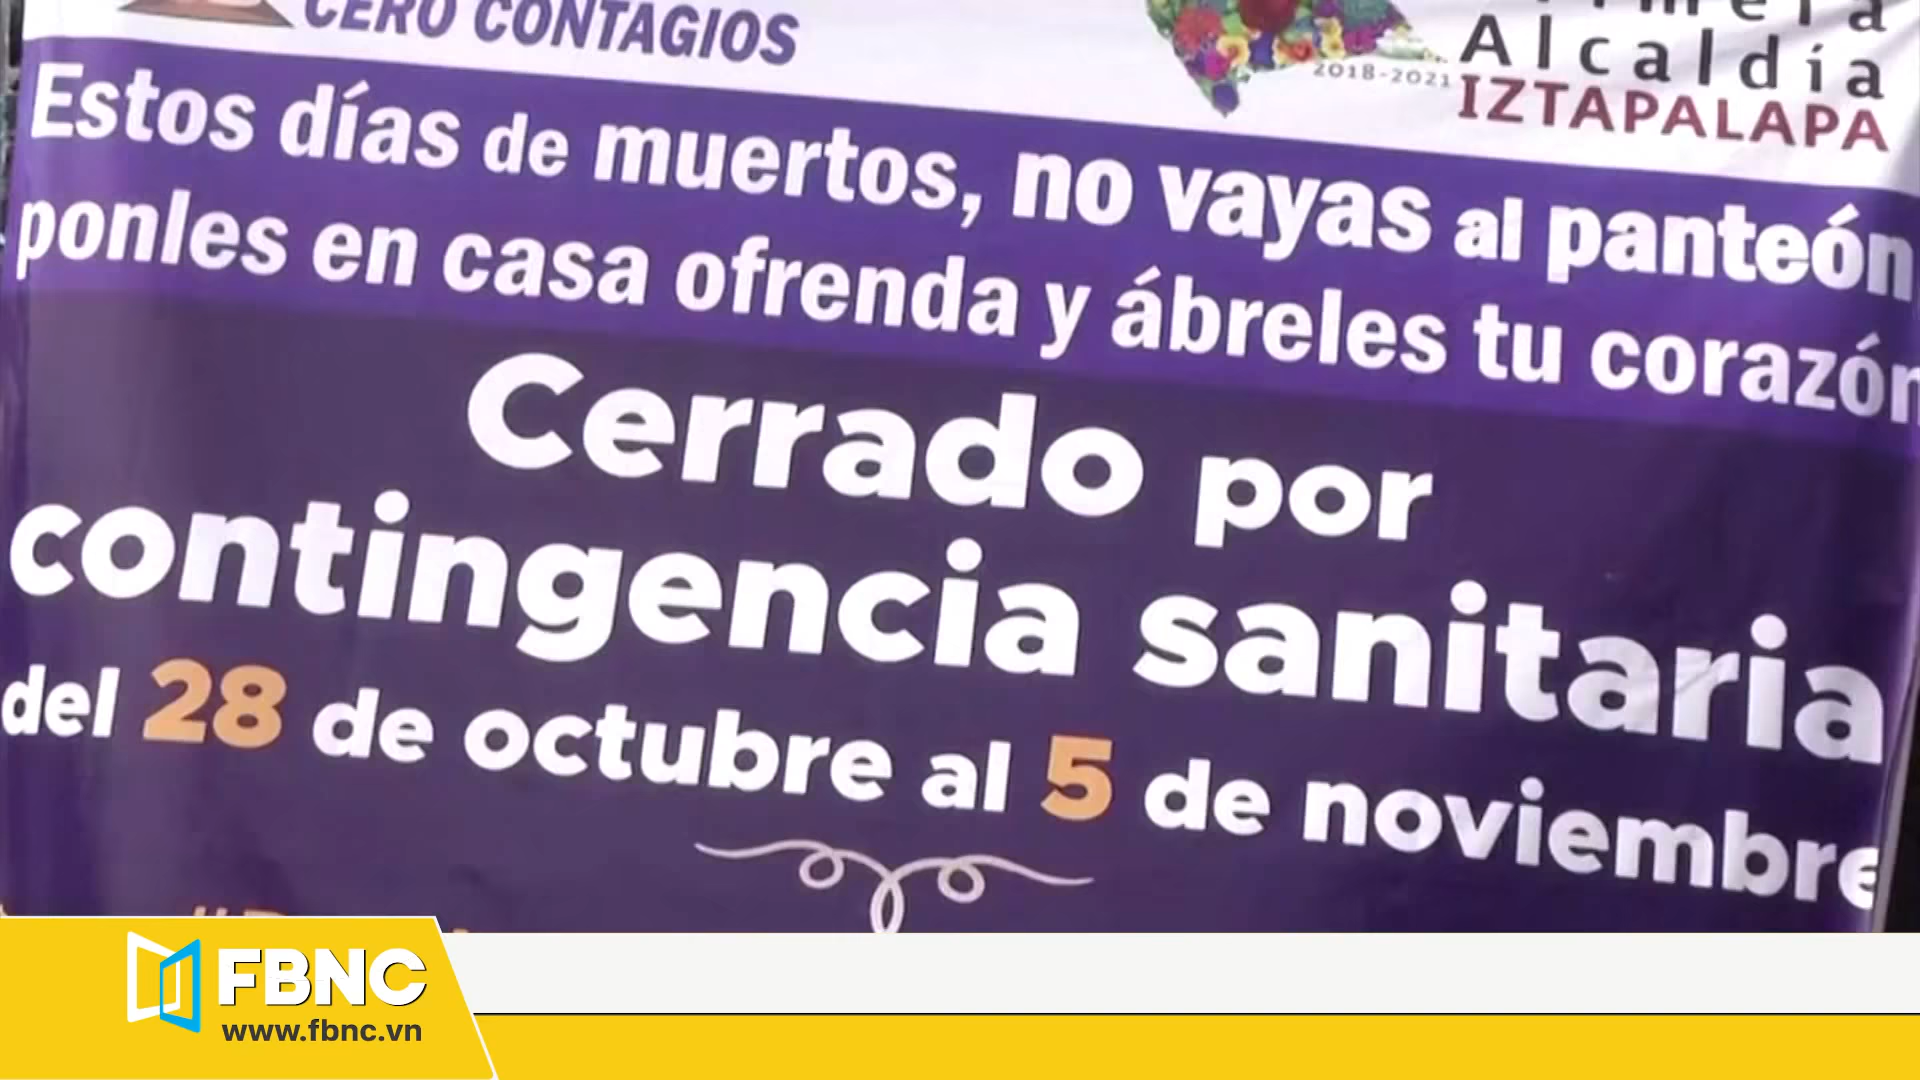 CERO CONTAGIOS
2018-2021
Alcaldía
IZTAPALAPA
Estos días de muertos, no vayas al panteón
ponles en casa ofrenda y ábreles tu corazón
Cerrado por
contingencia sanitaria
del 28 de octubre al 5 de noviembre
FBNC
www.fbnc.vn